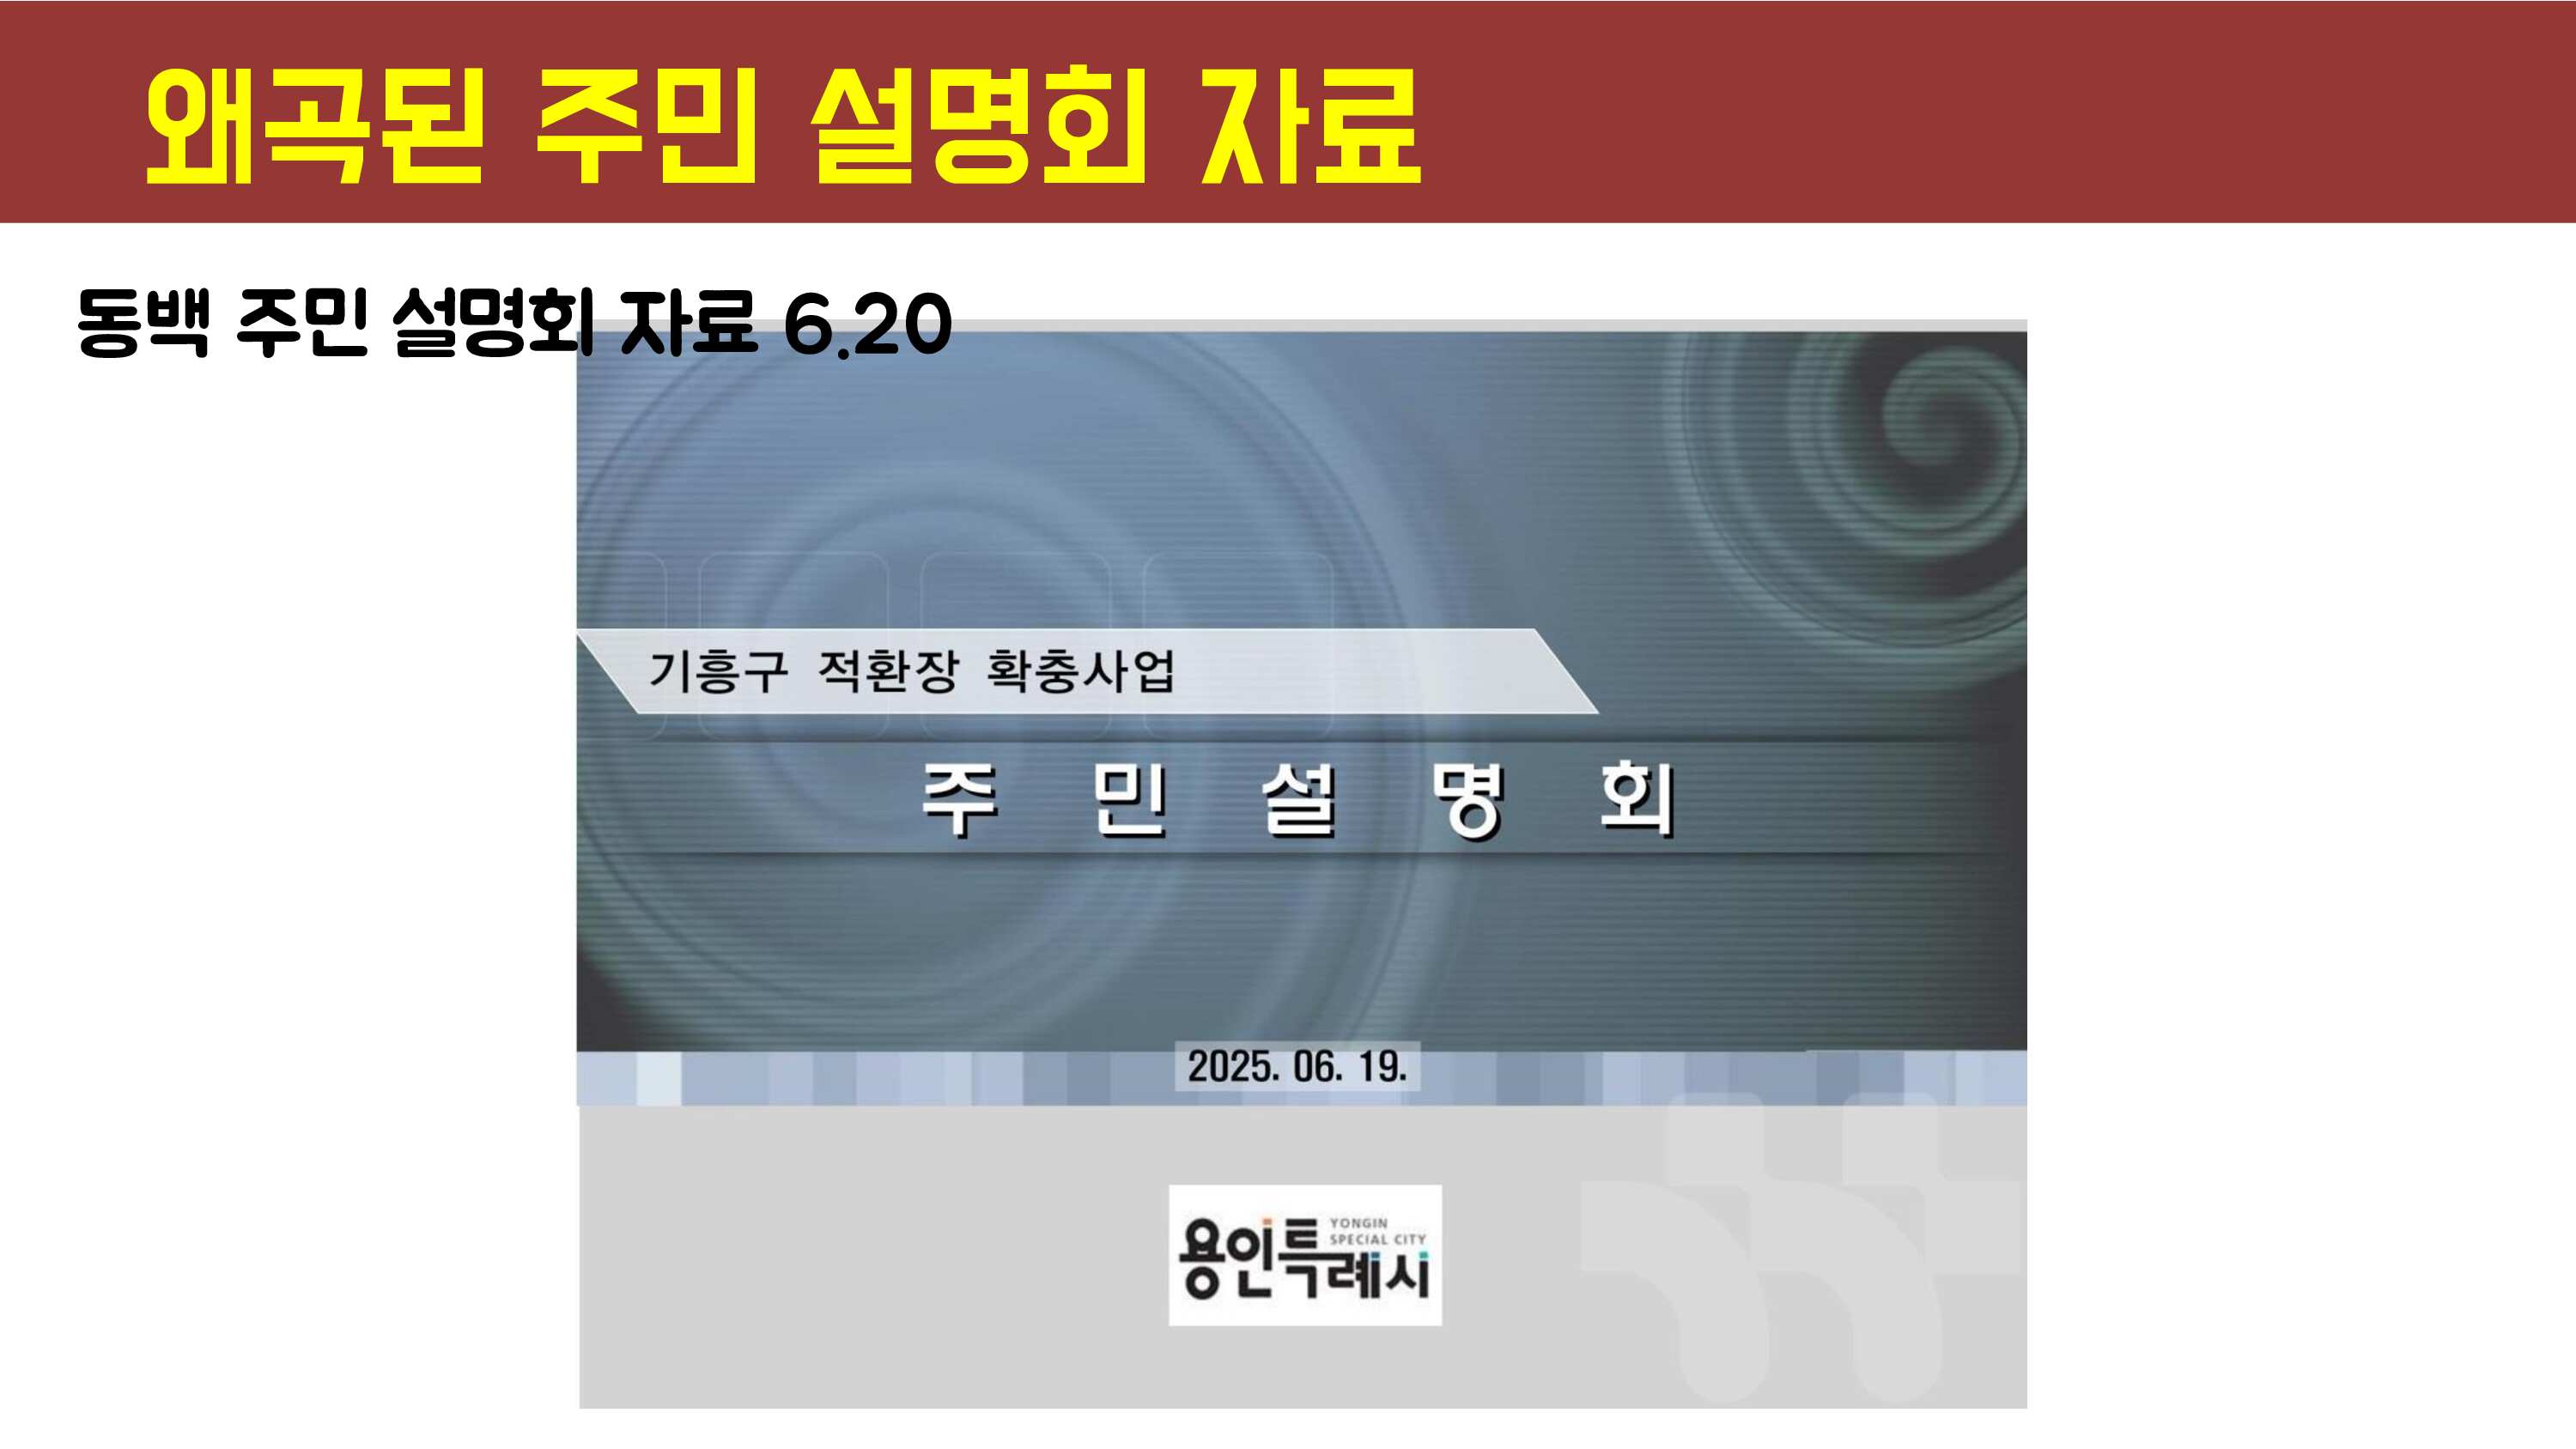 왜곡된 주민 설명회 자료
동백 주민 설명회 자료 6.20
기흥구 적환장 확충사업
주 민 설 명 회
2025. 06. 19.
YONGIN
SPECIAL CITY
용인특례시